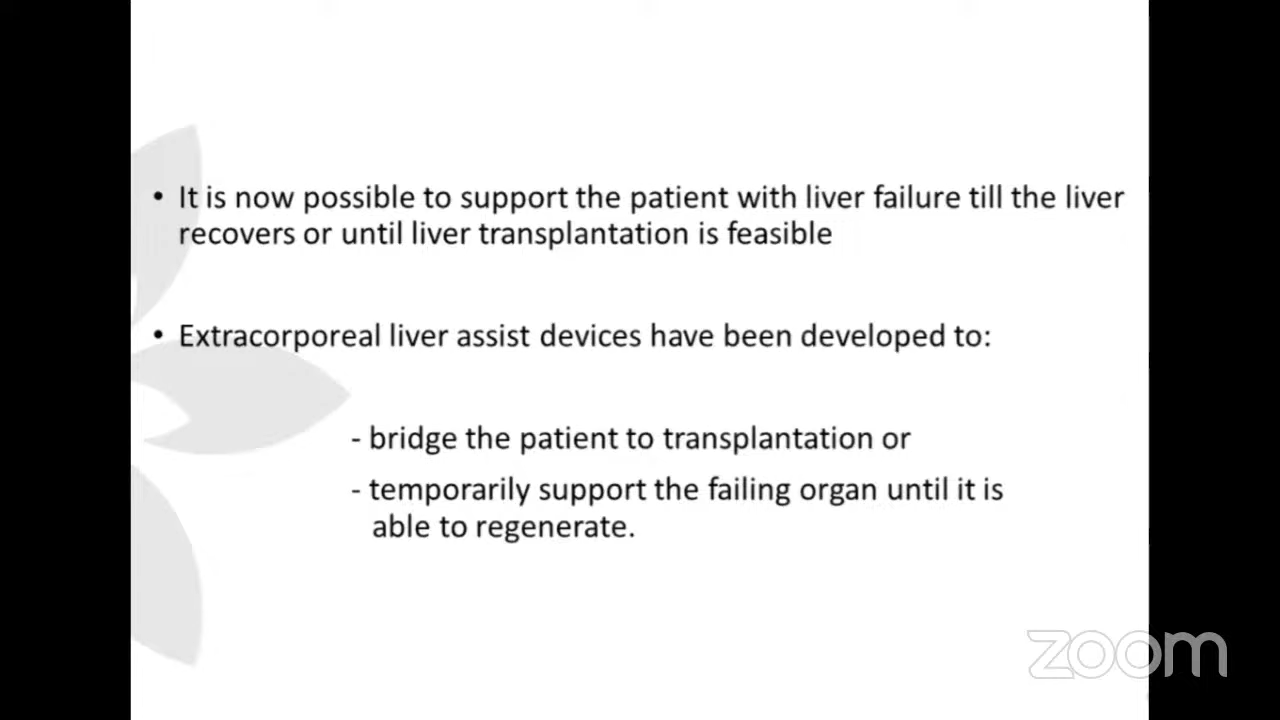 • It is now possible to support the patient with liver failure till the liver
recovers or until liver transplantation is feasible
• Extracorporeal liver assist devices have been developed to:
- bridge the patient to transplantation or
- temporarily support the failing organ until it is
able to regenerate.
zoom